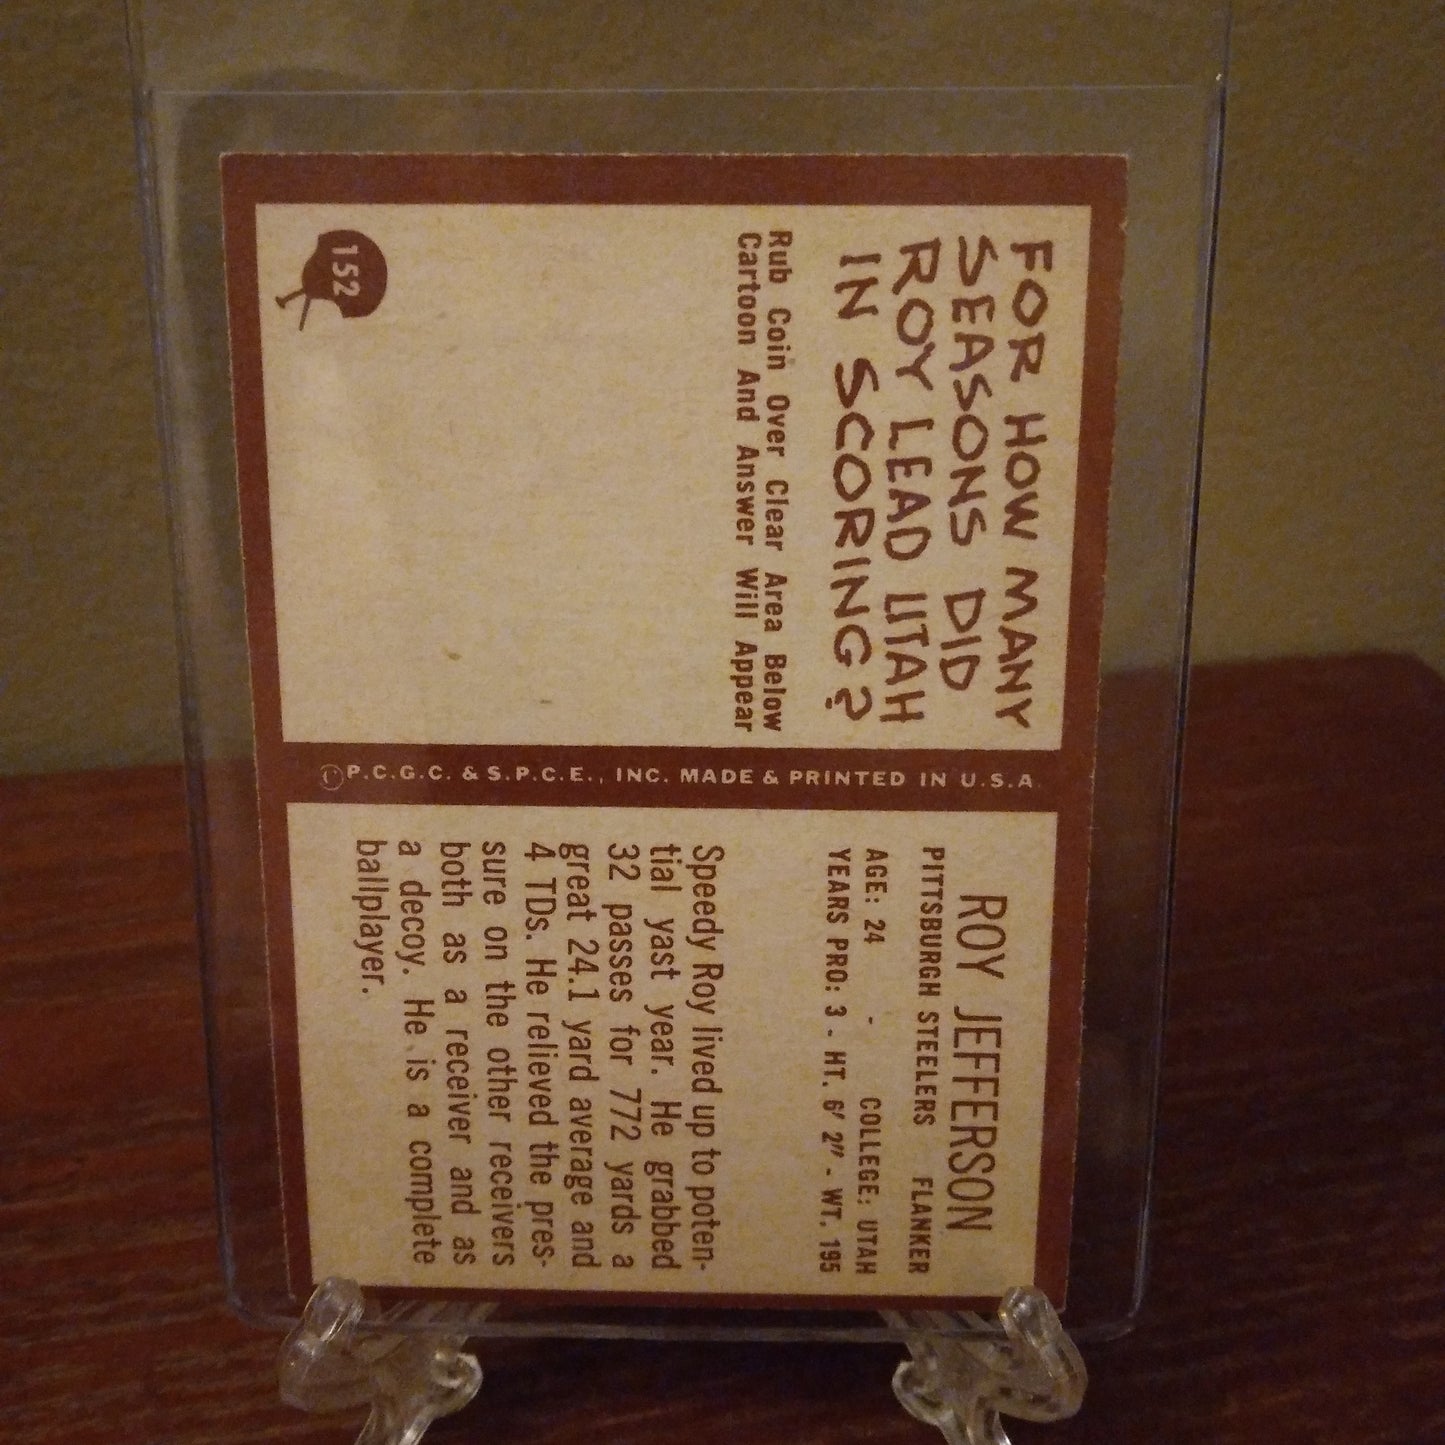 FOR HOW MANY
SEASONS DID
ROY LEAD UTAH
IN SCORING?
Rub Coin Over Clear Area Below
Cartoon And Answer Will Appear
152
©P.C.G.C. & S.P.C.E., INC. MADE & PRINTED IN U.S.A.
ROY JEFFERSON
PITTSBURGH STEELERS FLANKER
AGE: 24 - COLLEGE: UTAH
YEARS PRO: 3 - HT. 6' 2" - WT. 195
Speedy Roy lived up to poten-
tial yast year. He grabbed
32 passes for 772 yards a
great 24.1 yard average and
4 TDs. He relieved the pres-
sure on the other receivers
both as a receiver and as
a decoy. He is a complete
ballplayer.